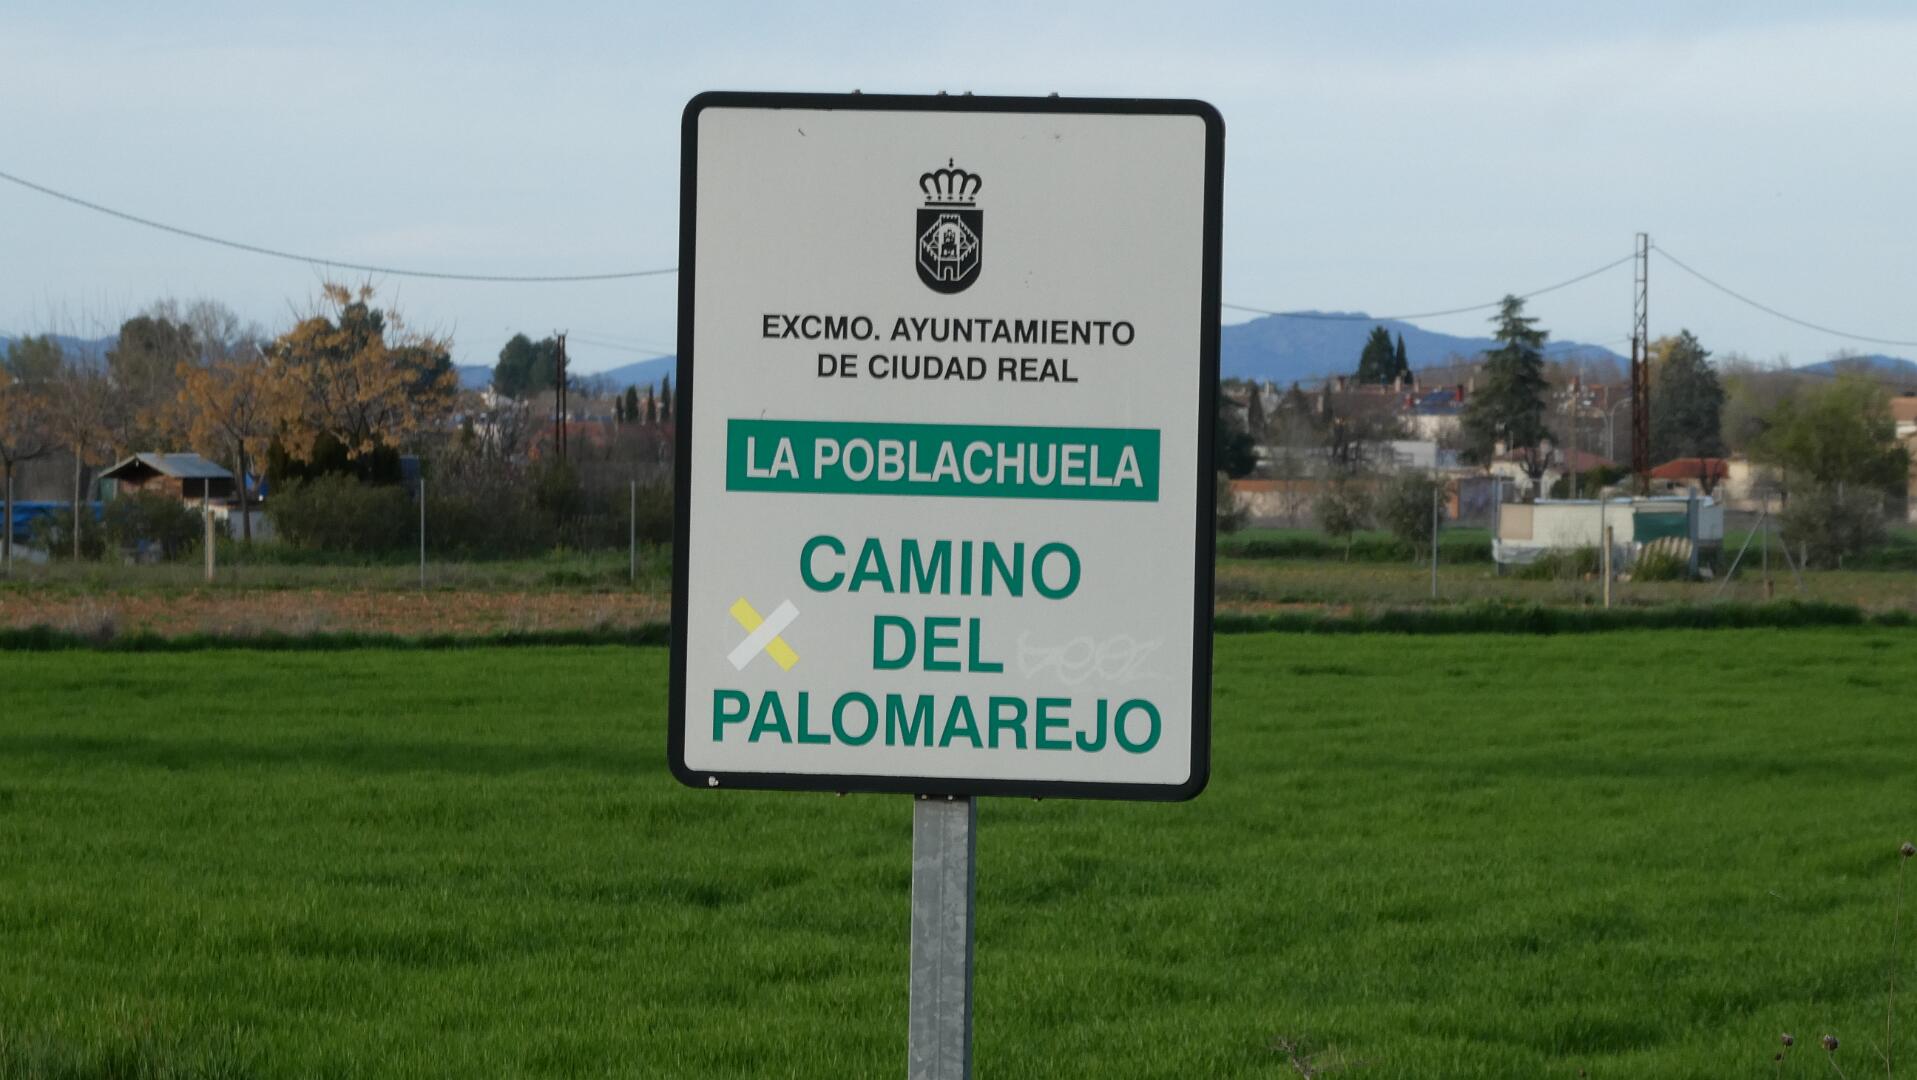 EXCMO. AYUNTAMIENTO
DE CIUDAD REAL
LA POBLACHUELA
CAMINO
DEL
PALOMAREJO